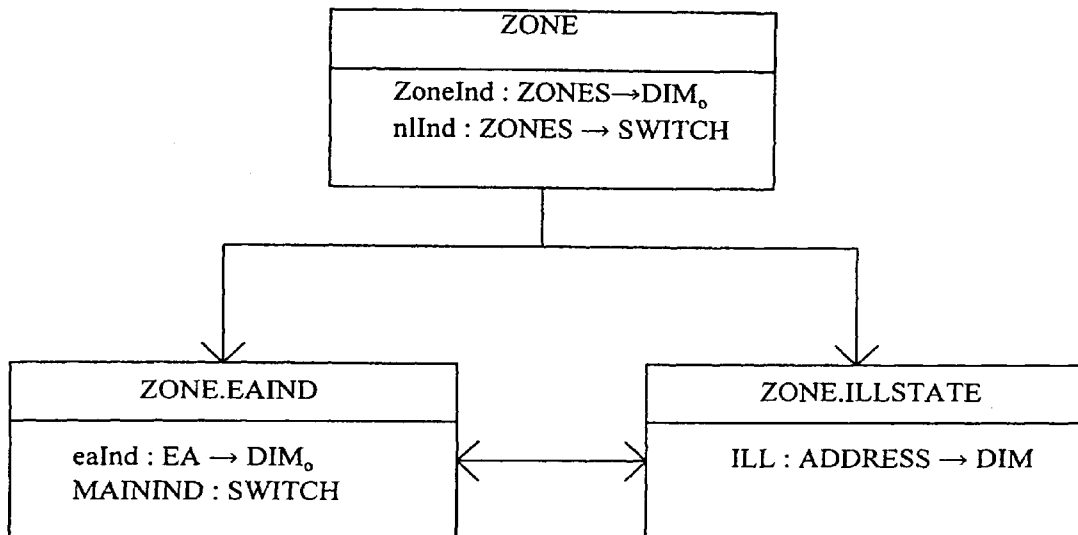 ZONE
ZoneInd : ZONES→DIMₒ
nlInd : ZONES → SWITCH
ZONE.EAIND
eaInd : EA → DIMₒ
MAININD : SWITCH
ZONE.ILLSTATE
ILL : ADDRESS → DIM